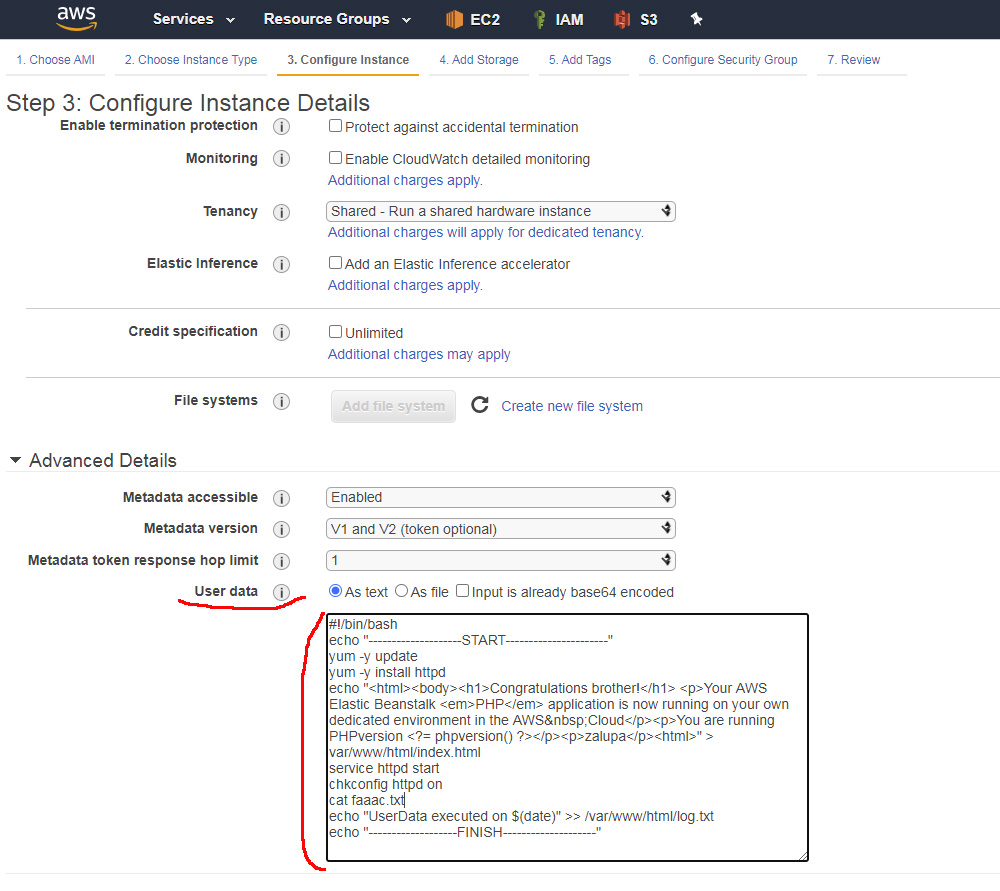 aws Services Resource Groups EC2 IAM S3
1. Choose AMI 2. Choose Instance Type 3. Configure Instance 4. Add Storage 5. Add Tags 6. Configure Security Group 7. Review
Step 3: Configure Instance Details
Enable termination protection i Protect against accidental termination
Monitoring i Enable CloudWatch detailed monitoring
Additional charges apply.
Tenancy i Shared - Run a shared hardware instance
Additional charges will apply for dedicated tenancy.
Elastic Inference i Add an Elastic Inference accelerator
Additional charges apply.
Credit specification i Unlimited
Additional charges may apply
File systems i Add file system Create new file system
Advanced Details
Metadata accessible i Enabled
Metadata version i V1 and V2 (token optional)
Metadata token response hop limit i 1
User data i As text As file Input is already base64 encoded
#!/bin/bash
echo "--------------------START----------------------"
yum -y update
yum -y install httpd
echo "<html><body><h1>Congratulations brother!</h1> <p>Your AWS
Elastic Beanstalk <em>PHP</em> application is now running on your own
dedicated environment in the AWS&nbsp;Cloud</p><p>You are running
PHPversion <?= phpversion() ?></p><p>zalupa</p><html>" >
var/www/html/index.html
service httpd start
chkconfig httpd on
cat faaac.txt
echo "UserData executed on $(date)" >> /var/www/html/log.txt
echo "-------------------FINISH--------------------"